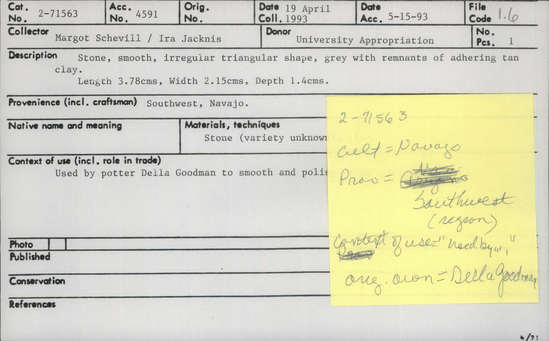 Cat. No. 2-71563 Acc. No. 4591 Orig. No. Date Coll. 19 April 1993 Acc. Date 5-15-93 File Code 1.6
Collector Margot Schevill / Ira Jacknis Donor University Appropriation No. Pcs. 1
Description Stone, smooth, irregular triangular shape, grey with remnants of adhering tan
clay.
Length 3.78cms, Width 2.15cms, Depth 1.4cms.
Provenience (incl. craftsman) Southwest, Navajo.
Native name and meaning Materials, techniques
Stone (variety unknow
Context of use (incl. role in trade)
Used by potter Della Goodman to smooth and poli
Photo
Published
Conservation
References
2-71563
Cult = Navajo
Prov =
Southwest
(region)
Context of use = "used by..."
orig. own = Della Goodman